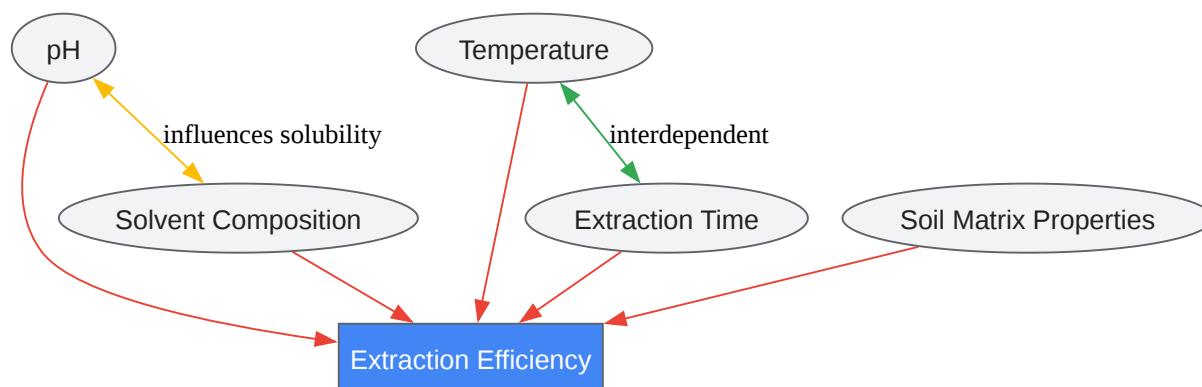 pH
Temperature
influences solubility
interdependent
Solvent Composition
Extraction Time
Soil Matrix Properties
Extraction Efficiency